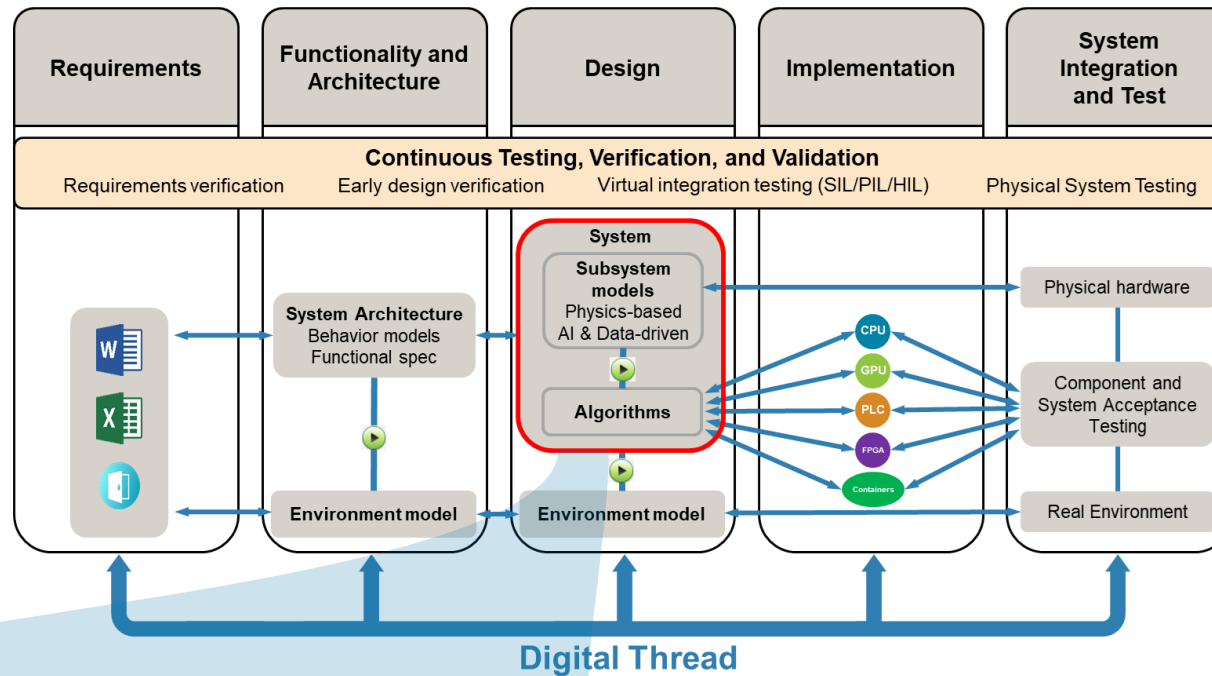 Requirements
Functionality and
Architecture
Design
Implementation
System
Integration
and Test
Continuous Testing, Verification, and Validation
Requirements verification
Early design verification
Virtual integration testing (SIL/PIL/HIL)
Physical System Testing
W
X
System Architecture
Behavior models
Functional spec
Environment model
System
Subsystem
models
Physics-based
AI & Data-driven
Algorithms
Environment model
CPU
GPU
PLC
FPGA
Containers
Physical hardware
Component and
System Acceptance
Testing
Real Environment
Digital Thread